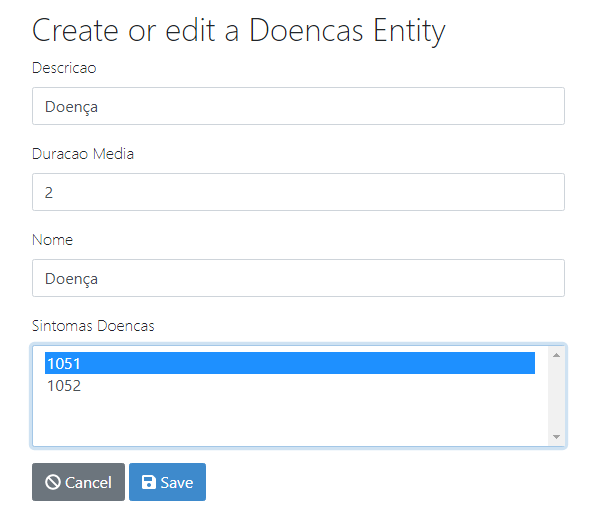 Create or edit a Doencas Entity
Descricao
Doença
Duracao Media
2
Nome
Doença
Sintomas Doencas
1051
1052
Cancel Save